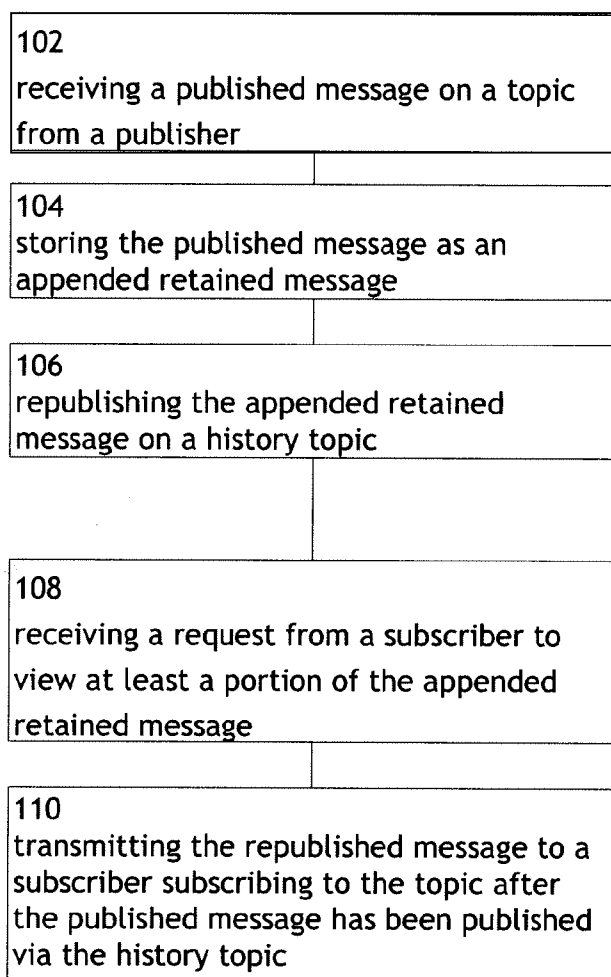 102
receiving a published message on a topic
from a publisher
104
storing the published message as an
appended retained message
106
republishing the appended retained
message on a history topic
108
receiving a request from a subscriber to
view at least a portion of the appended
retained message
110
transmitting the republished message to a
subscriber subscribing to the topic after
the published message has been published
via the history topic